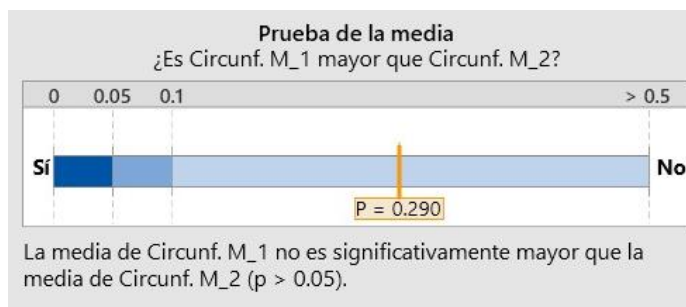 Prueba de la media
¿Es Circunf. M_1 mayor que Circunf. M_2?
0 0.05 0.1 > 0.5
Sí No
P = 0.290
La media de Circunf. M_1 no es significativamente mayor que la
media de Circunf. M_2 (p > 0.05).